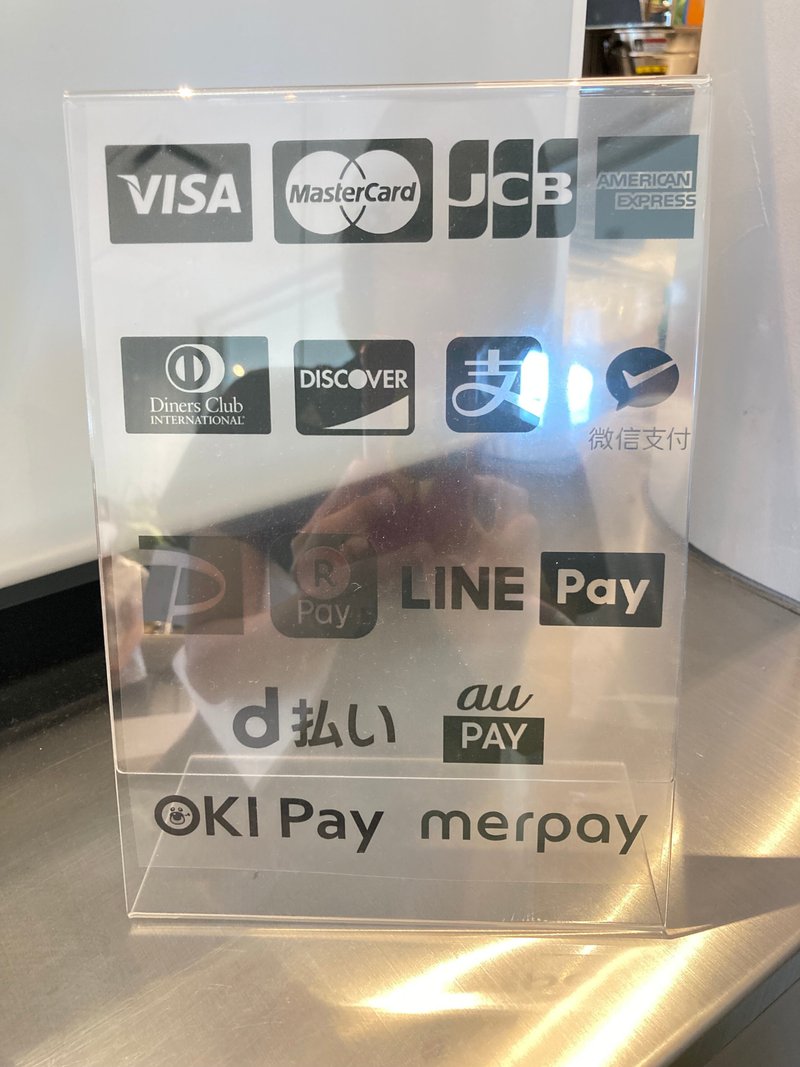 VISA MasterCard JCB AMERICAN EXPRESS
Diners Club INTERNATIONAL DISCOVER 支 微信支付
P R Pay LINE Pay
d払い au PAY
OKI Pay merpay